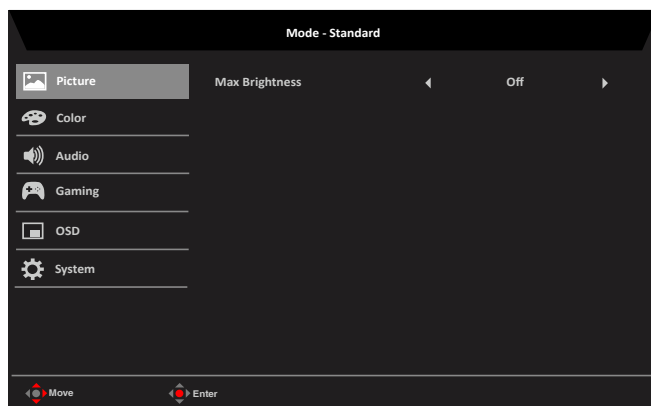 Mode - Standard
Picture
Max Brightness Off
Color
Audio
Gaming
OSD
System
Move Enter